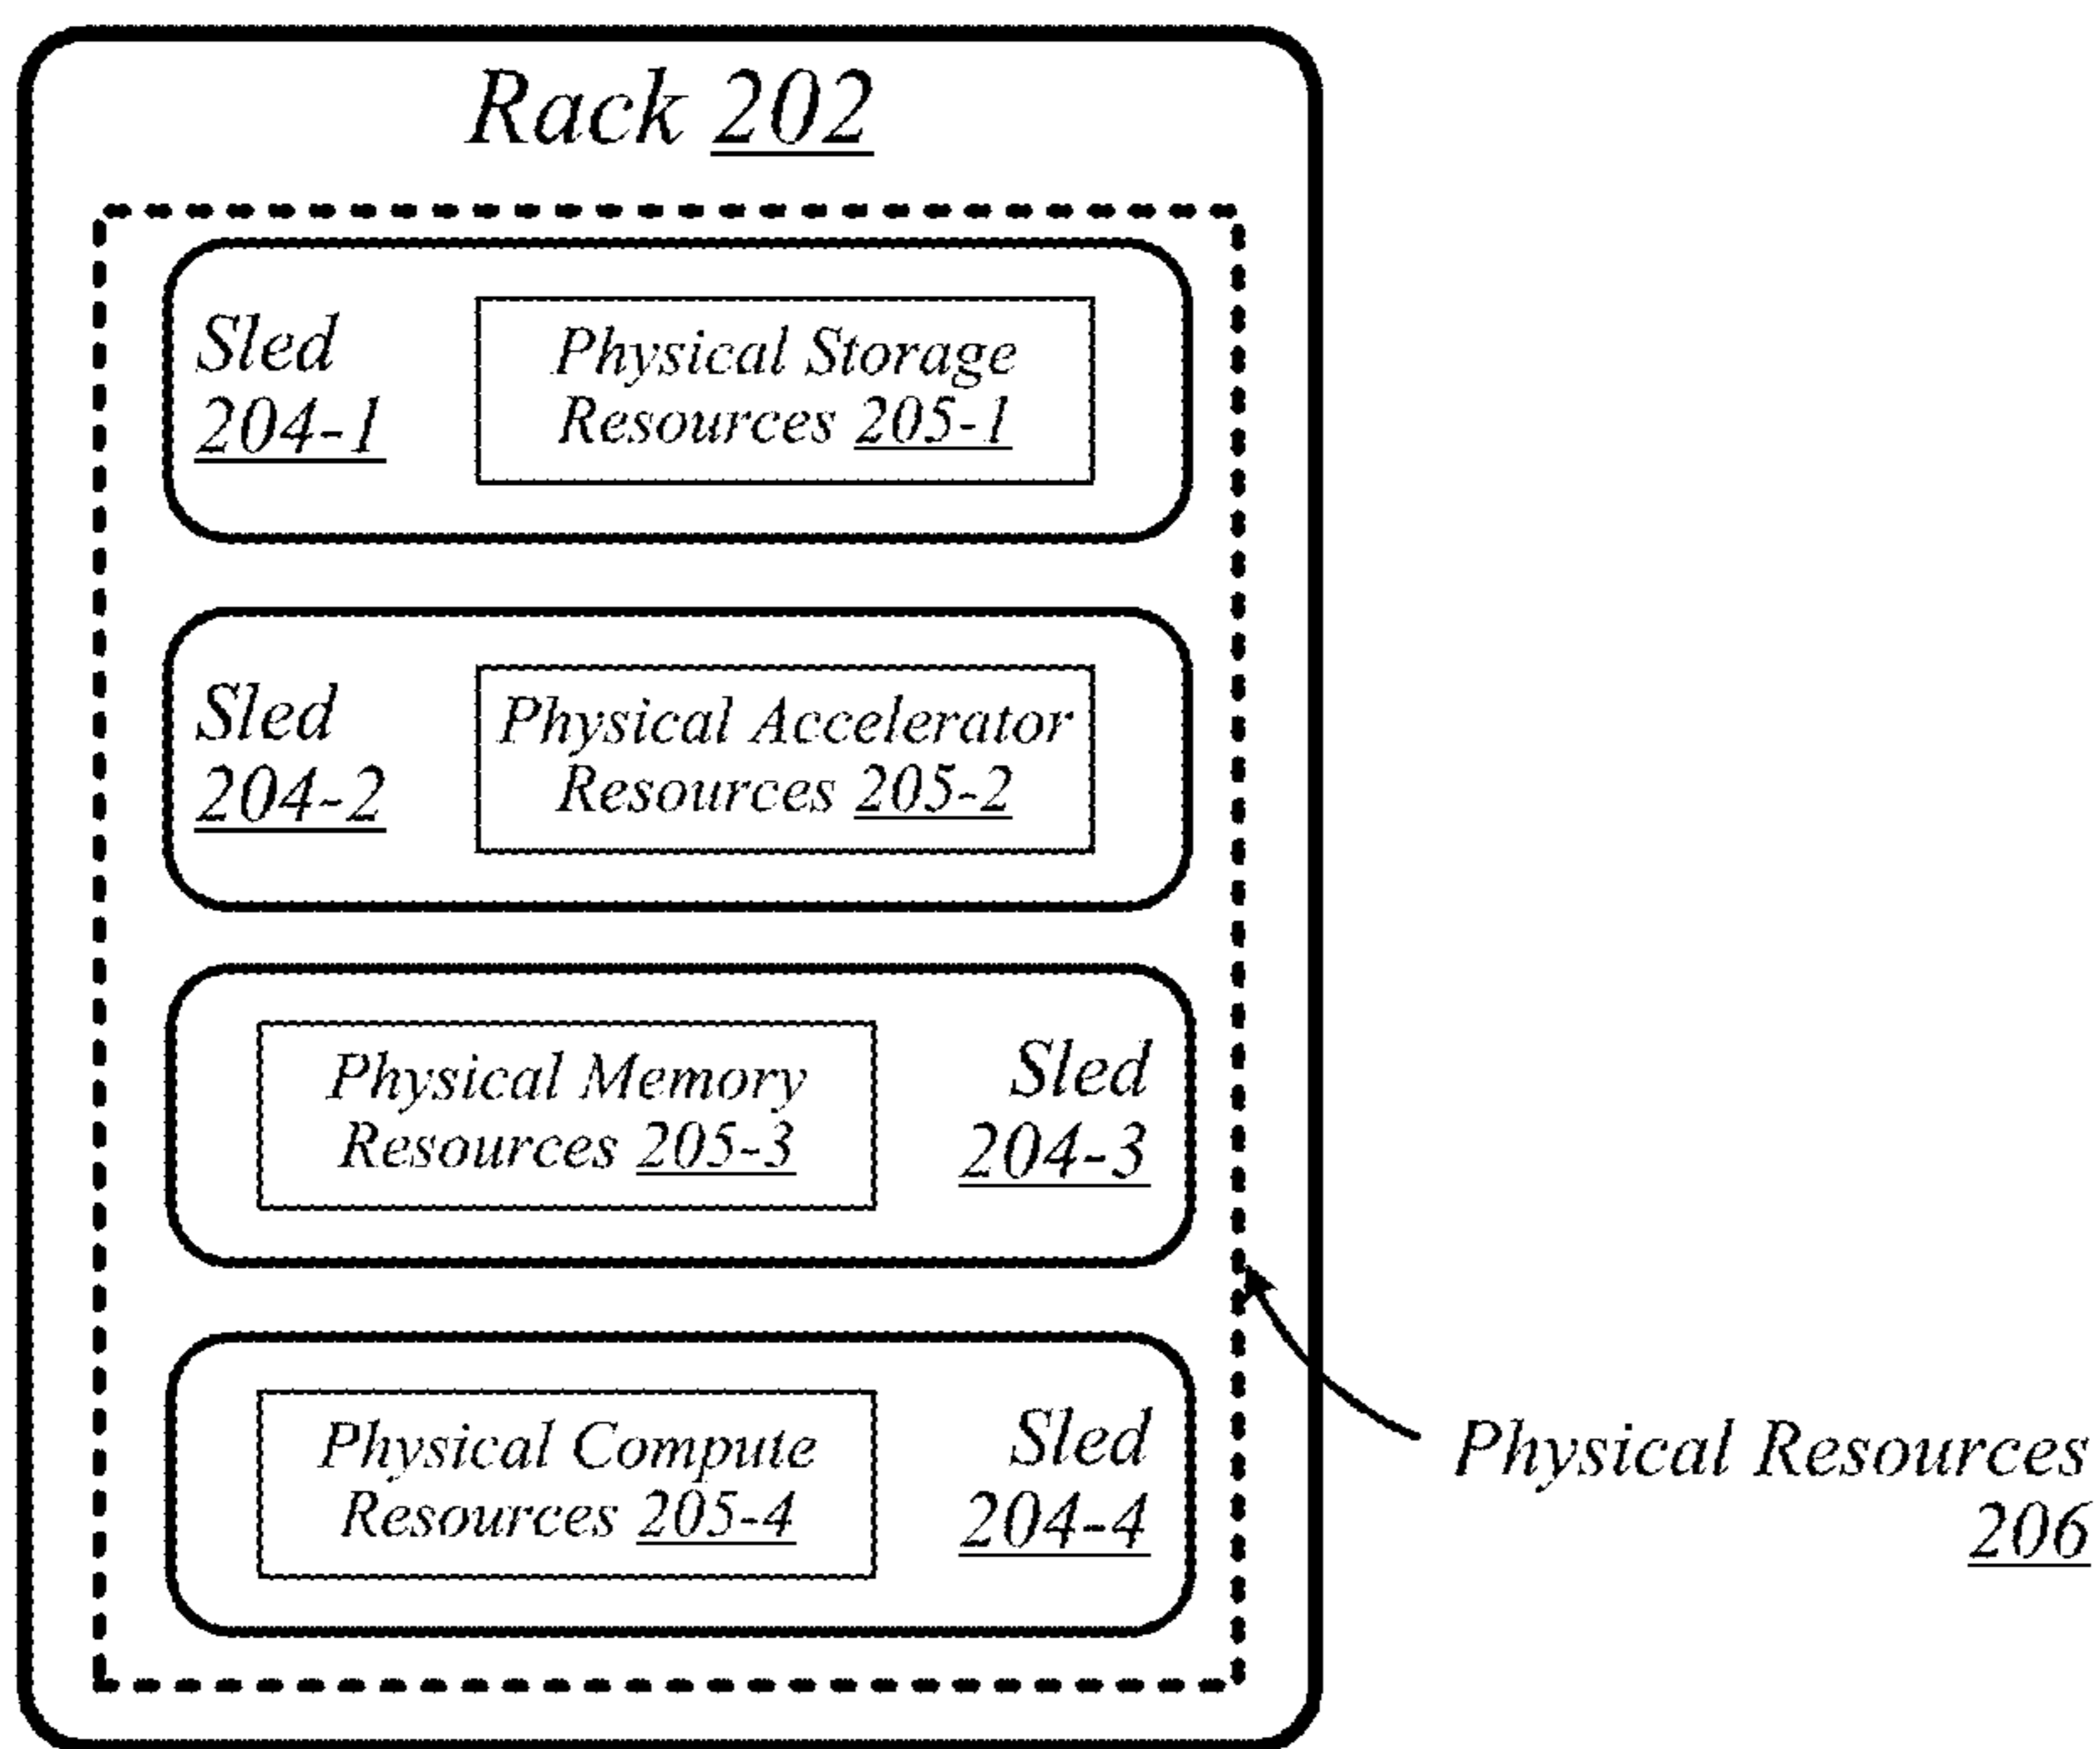 Rack 202
Sled
204-1
Physical Storage
Resources 205-1
Sled
204-2
Physical Accelerator
Resources 205-2
Physical Memory
Resources 205-3
Sled
204-3
Physical Compute
Resources 205-4
Sled
204-4
Physical Resources
206